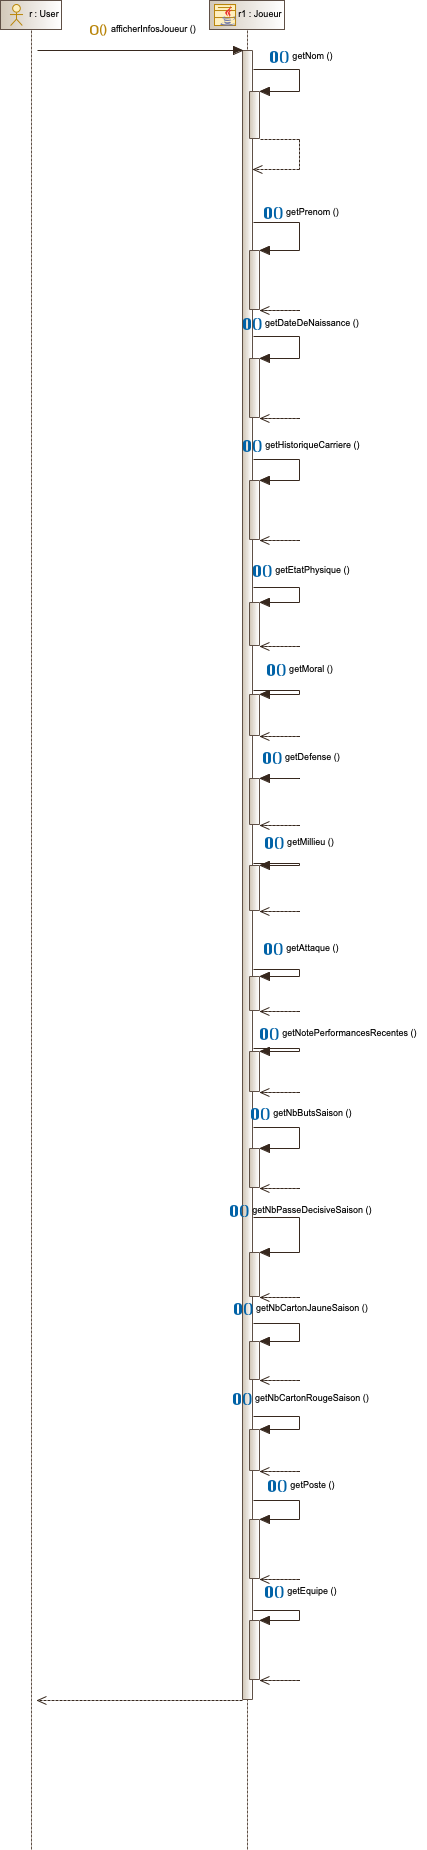 r : User
r1 : Joueur
afficherInfosJoueur ()
getNom ()
getPrenom ()
getDateDeNaissance ()
getHistoriqueCarriere ()
getEtatPhysique ()
getMoral ()
getDefense ()
getMillieu ()
getAttaque ()
getNotePerformancesRecentes ()
getNbButsSaison ()
getNbPasseDecisiveSaison ()
getNbCartonJauneSaison ()
getNbCartonRougeSaison ()
getPoste ()
getEquipe ()